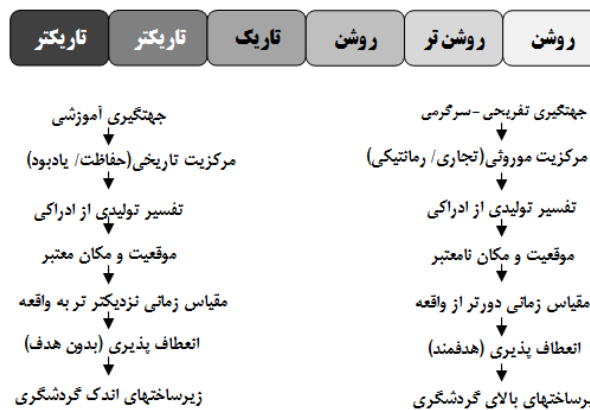 روشن
روشن تر
روشن
تاریک
تاریکتر
تاریکتر
جهتگیری تفریحی -سرگرمی
مرکزیت موروثی(تجاری/ رمانتیکی)
تفسیر تولیدی از ادراکی
موقعیت و مکان نامعتبر
مقیاس زمانی دورتر از واقعه
انعطاف پذیری (هدفمند)
یرساختهای بالای گردشگری
جهتگیری آموزشی
مرکزیت تاریخی(حفاظت/ یادبود)
تفسیر تولیدی از ادراکی
موقعیت و مکان معتبر
مقیاس زمانی نزدیکتر تر به واقعه
انعطاف پذیری (بدون هدف)
زیرساختهای اندک گردشگری